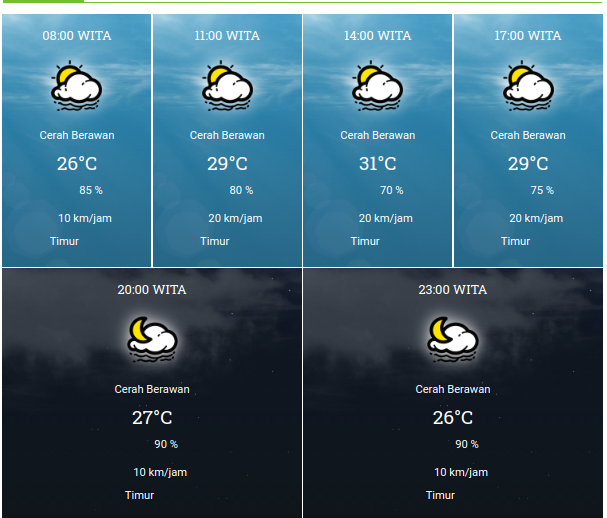 08:00 WITA
Cerah Berawan
26°C
85 %
10 km/jam
Timur
11:00 WITA
Cerah Berawan
29°C
80 %
20 km/jam
Timur
14:00 WITA
Cerah Berawan
31°C
70 %
20 km/jam
Timur
17:00 WITA
Cerah Berawan
29°C
75 %
20 km/jam
Timur
20:00 WITA
Cerah Berawan
27°C
90 %
10 km/jam
Timur
23:00 WITA
Cerah Berawan
26°C
90 %
10 km/jam
Timur